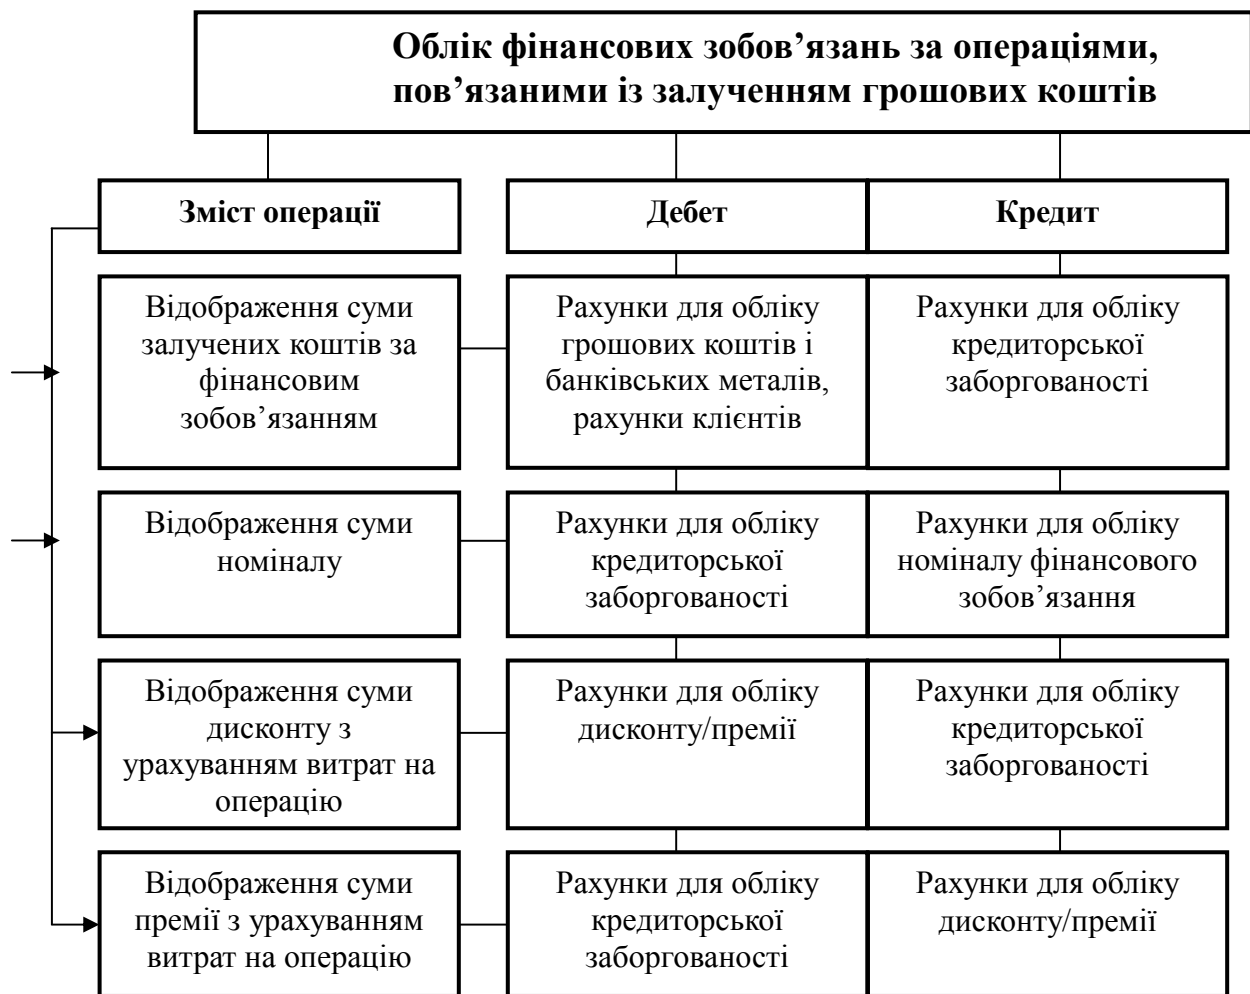 Облік фінансових зобов’язань за операціями,
пов’язаними із залученням грошових коштів
Зміст операції
Дебет
Кредит
Відображення суми
залучених коштів за
фінансовим
зобов’язанням
Рахунки для обліку
грошових коштів і
банківських металів,
рахунки клієнтів
Рахунки для обліку
кредиторської
заборгованості
Відображення суми
номіналу
Рахунки для обліку
кредиторської
заборгованості
Рахунки для обліку
номіналу фінансового
зобов’язання
Відображення суми
дисконту з
урахуванням витрат на
операцію
Рахунки для обліку
дисконту/премії
Рахунки для обліку
кредиторської
заборгованості
Відображення суми
премії з урахуванням
витрат на операцію
Рахунки для обліку
кредиторської
заборгованості
Рахунки для обліку
дисконту/премії